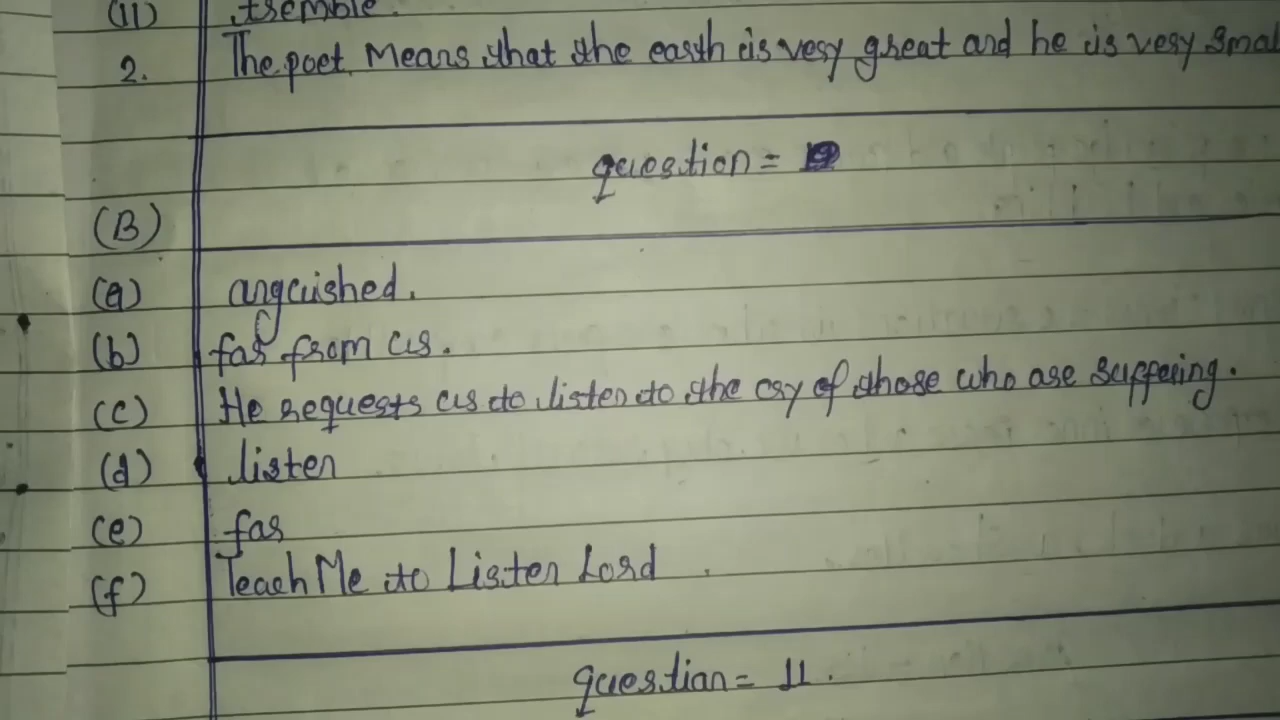 (11) tremble.
2. The poet Means that the earth is very great and he is very smal
question =
(B)
(a) anguished.
(b) far from us.
(c) He requests us to listen to the cry of those who are suffering.
(d) listen
(e) far
(f) Teach Me to Listen Lord.
question = 11.